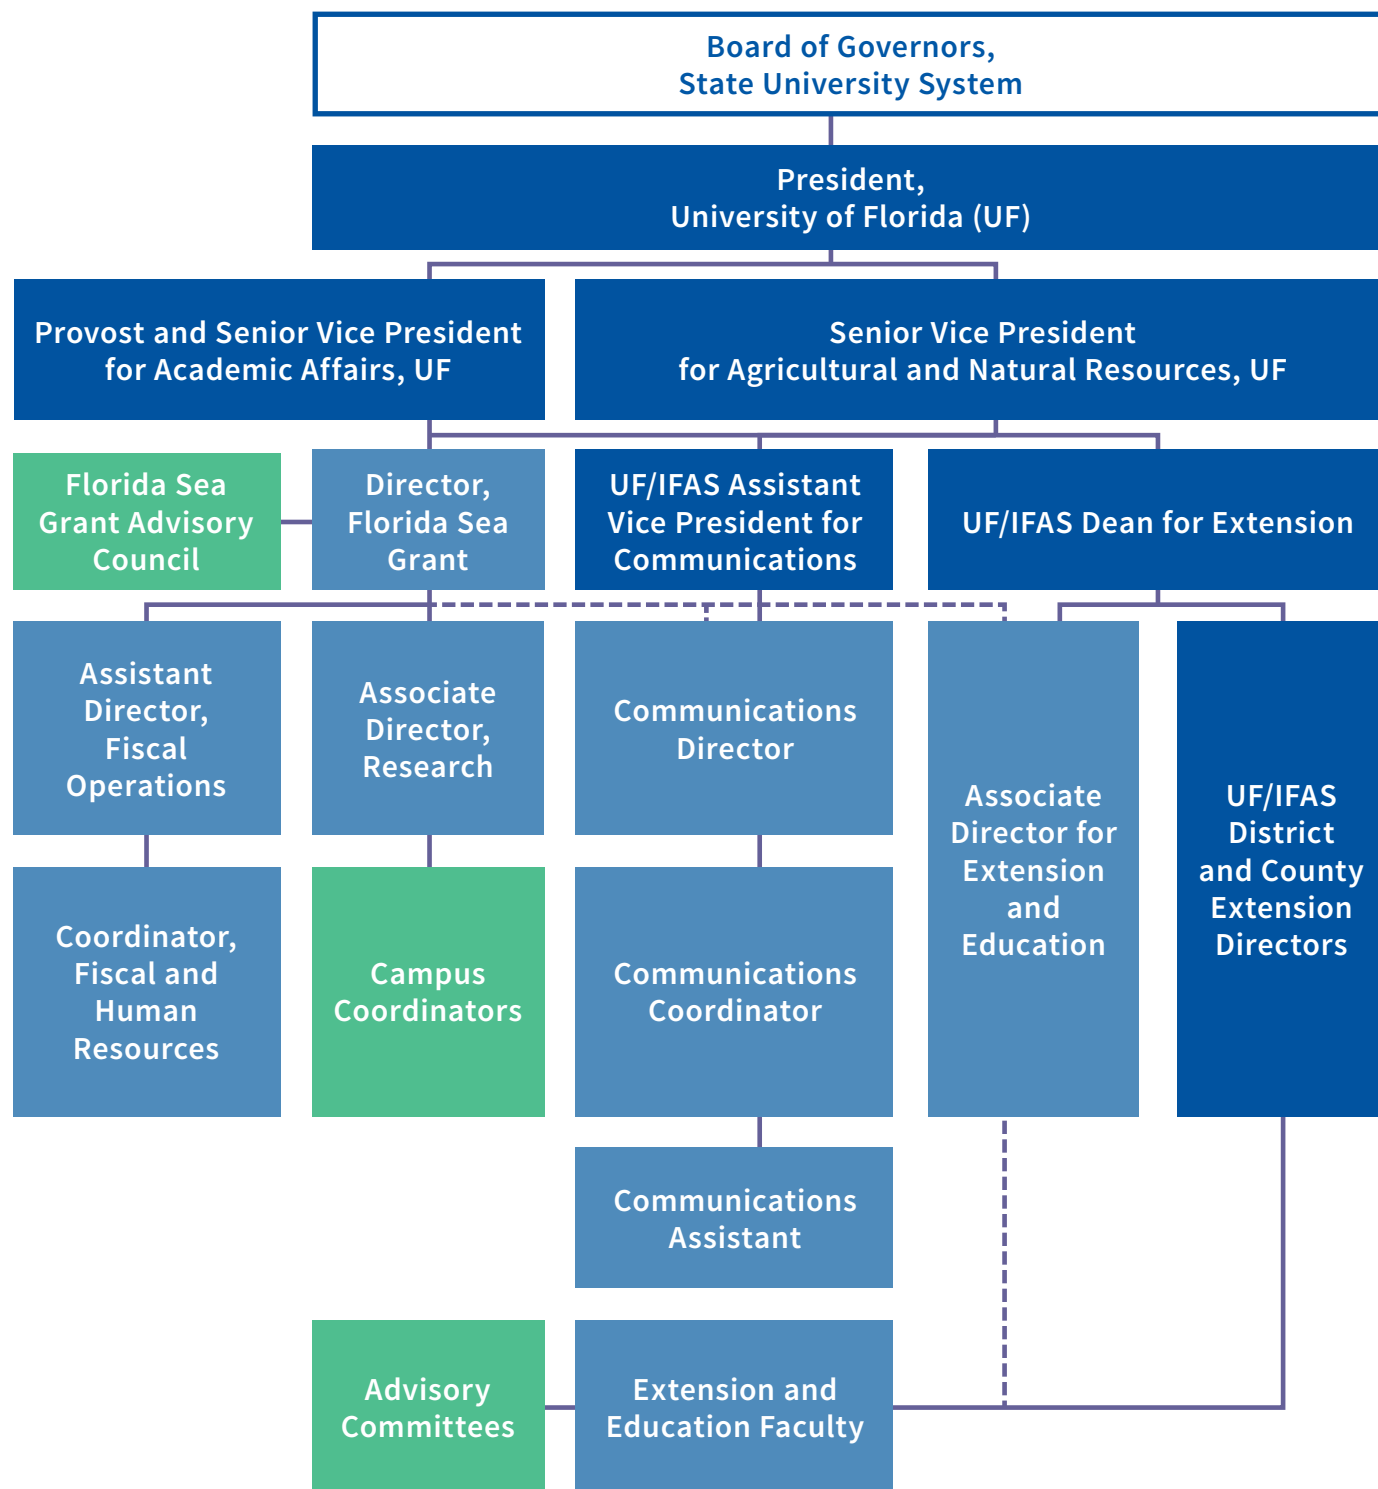 Board of Governors,
State University System
President,
University of Florida (UF)
Provost and Senior Vice President
for Academic Affairs, UF
Senior Vice President
for Agricultural and Natural Resources, UF
Florida Sea
Grant Advisory
Council
Director,
Florida Sea
Grant
UF/IFAS Assistant
Vice President for
Communications
UF/IFAS Dean for Extension
Assistant
Director,
Fiscal
Operations
Associate
Director,
Research
Communications
Director
Associate
Director for
Extension
and
Education
UF/IFAS
District
and County
Extension
Directors
Coordinator,
Fiscal and
Human
Resources
Campus
Coordinators
Communications
Coordinator
Communications
Assistant
Advisory
Committees
Extension and
Education Faculty